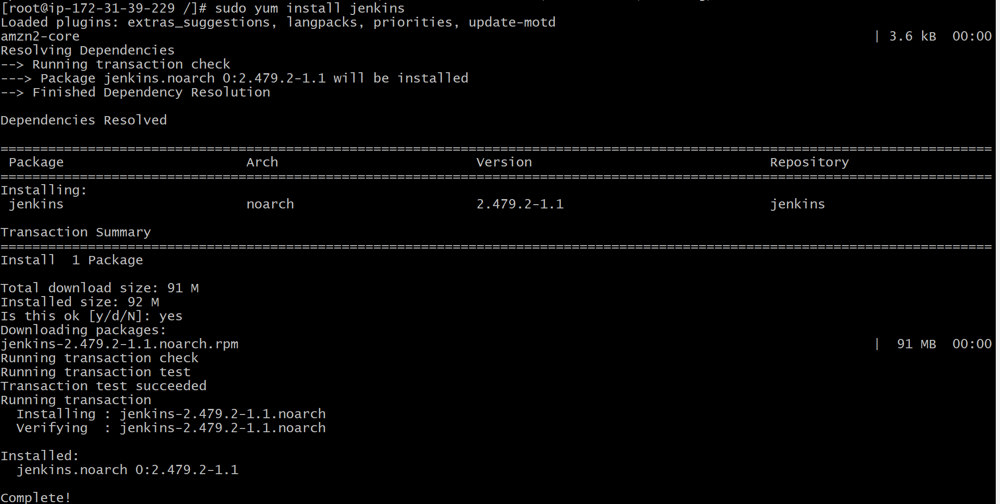 [root@ip-172-31-39-229 /]# sudo yum install jenkins
Loaded plugins: extras_suggestions, langpacks, priorities, update-motd
amzn2-core | 3.6 kB 00:00
Resolving Dependencies
--> Running transaction check
---> Package jenkins.noarch 0:2.479.2-1.1 will be installed
--> Finished Dependency Resolution
Dependencies Resolved
================================================================================
Package Arch Version Repository
================================================================================
Installing:
jenkins noarch 2.479.2-1.1 jenkins
Transaction Summary
================================================================================
Install 1 Package
Total download size: 91 M
Installed size: 92 M
Is this ok [y/d/N]: yes
Downloading packages:
jenkins-2.479.2-1.1.noarch.rpm | 91 MB 00:00
Running transaction check
Running transaction test
Transaction test succeeded
Running transaction
Installing : jenkins-2.479.2-1.1.noarch
Verifying : jenkins-2.479.2-1.1.noarch
Installed:
jenkins.noarch 0:2.479.2-1.1
Complete!